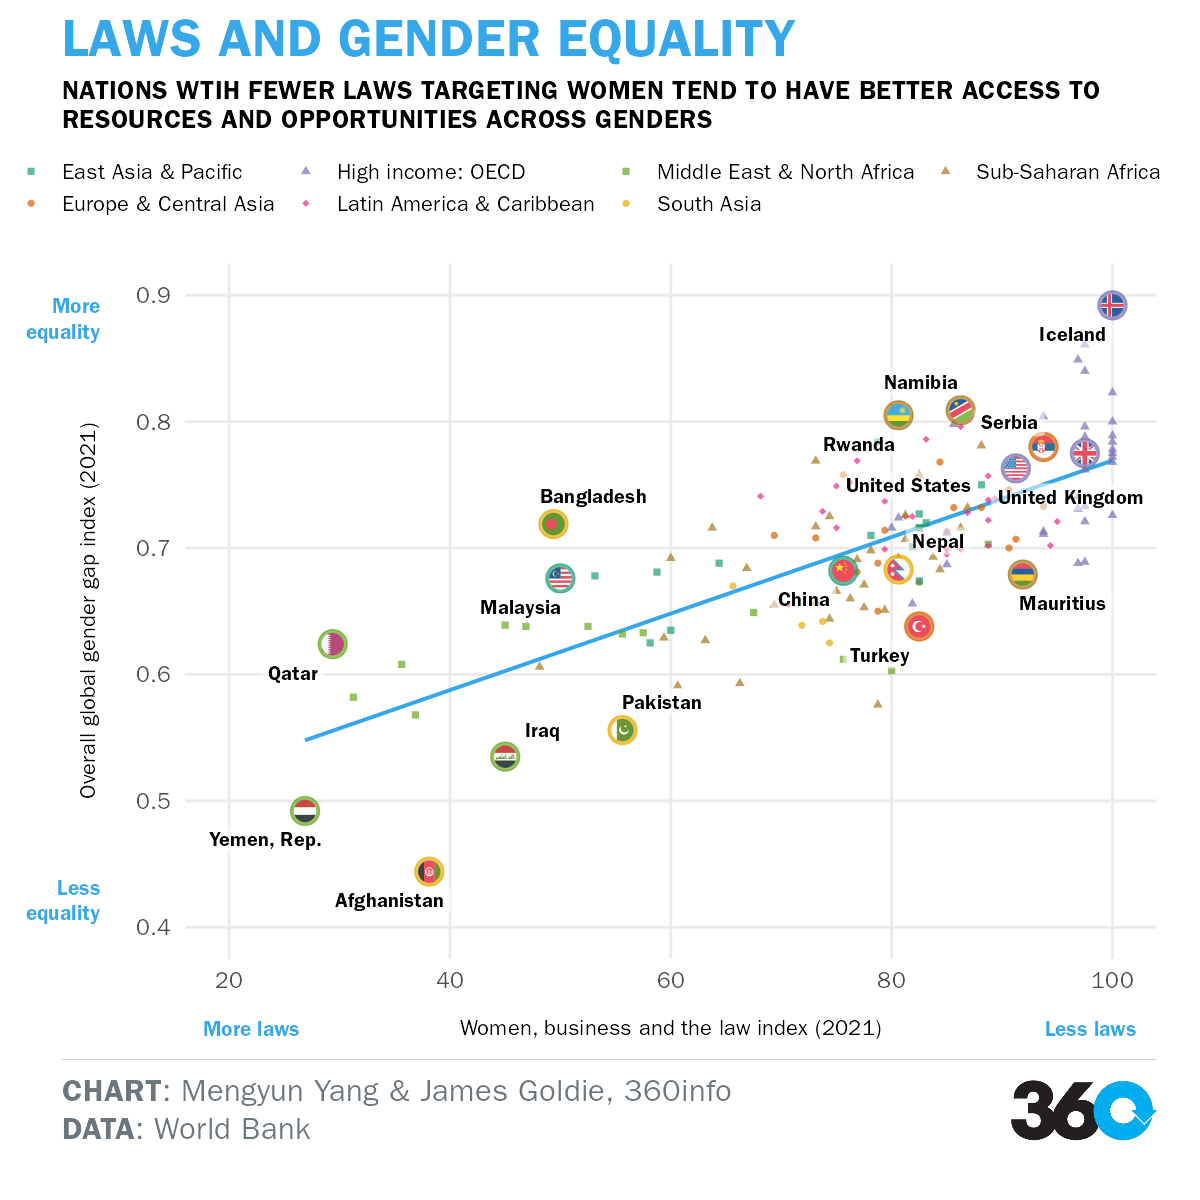 LAWS AND GENDER EQUALITY
NATIONS WTIH FEWER LAWS TARGETING WOMEN TEND TO HAVE BETTER ACCESS TO
RESOURCES AND OPPORTUNITIES ACROSS GENDERS
East Asia & Pacific
High income: OECD
Middle East & North Africa
Sub-Saharan Africa
Europe & Central Asia
Latin America & Caribbean
South Asia
More
equality
0.9
0.8
0.7
0.6
0.5
0.4
Less
equality
Overall global gender gap index (2021)
Iceland
Namibia
Serbia
Rwanda
United States
United Kingdom
Bangladesh
Nepal
Malaysia
China
Mauritius
Turkey
Qatar
Pakistan
Iraq
Yemen, Rep.
Afghanistan
20
40
60
80
100
More laws
Women, business and the law index (2021)
Less laws
CHART: Mengyun Yang & James Goldie, 360info
DATA: World Bank
360